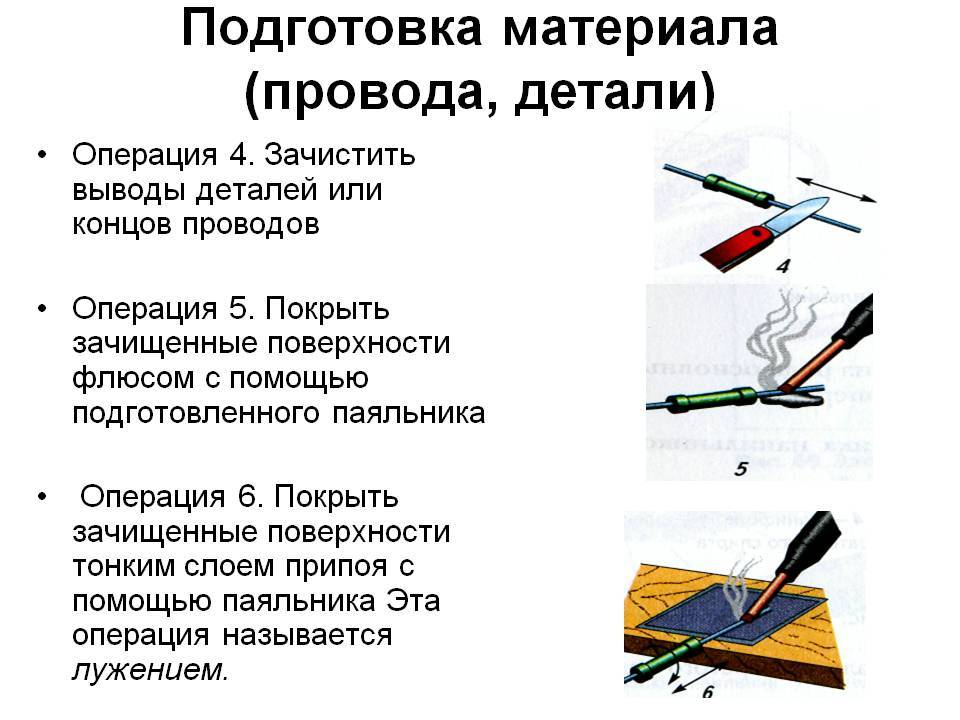 Подготовка материала
(провода, детали)
• Операция 4. Зачистить
выводы деталей или
концов проводов
4
• Операция 5. Покрыть
зачищенные поверхности
флюсом с помощью
подготовленного паяльника
5
• Операция 6. Покрыть
зачищенные поверхности
тонким слоем припоя с
помощью паяльника Эта
операция называется
лужением.
6